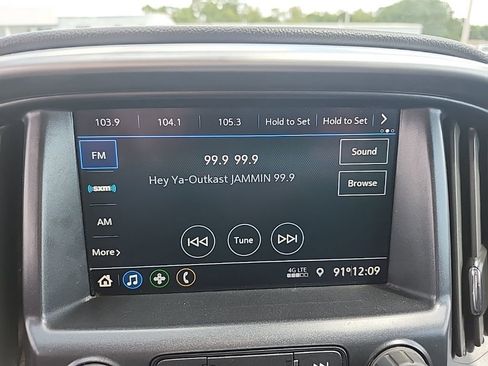 103.9 104.1 105.3 Hold to Set Hold to Set
FM
99.9 99.9
Sound
Hey Ya-Outkast JAMMIN 99.9
sxm
Browse
AM
More
Tune
4G LTE
91° 12:09